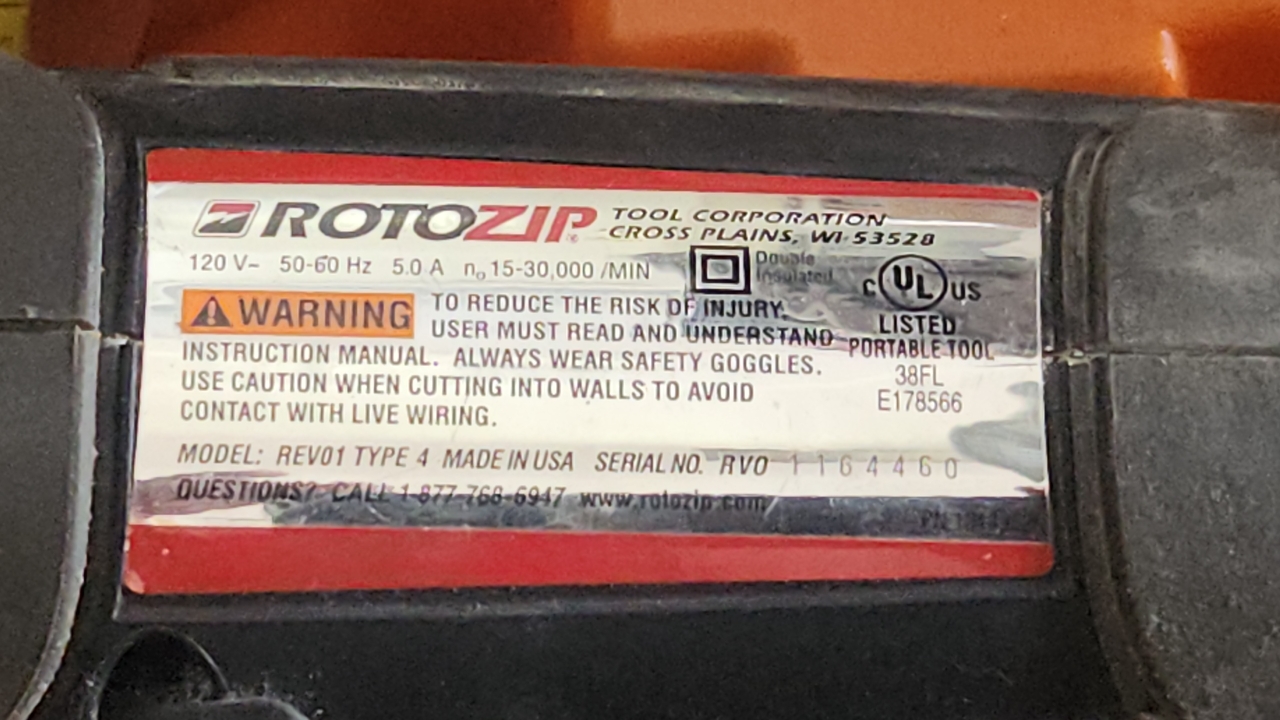 ROTOZIP® TOOL CORPORATION
CROSS PLAINS, WI 53528
120 V~ 50-60 Hz 5.0 A n₀ 15-30,000 /MIN
Double
Insulated
C UL US
LISTED
PORTABLE TOOL
38FL
E178566
WARNING TO REDUCE THE RISK OF INJURY,
USER MUST READ AND UNDERSTAND
INSTRUCTION MANUAL. ALWAYS WEAR SAFETY GOGGLES.
USE CAUTION WHEN CUTTING INTO WALLS TO AVOID
CONTACT WITH LIVE WIRING.
MODEL: REV01 TYPE 4 MADE IN USA SERIAL NO. RV0 1164460
QUESTIONS? CALL 1-877-768-6947 www.rotozip.com